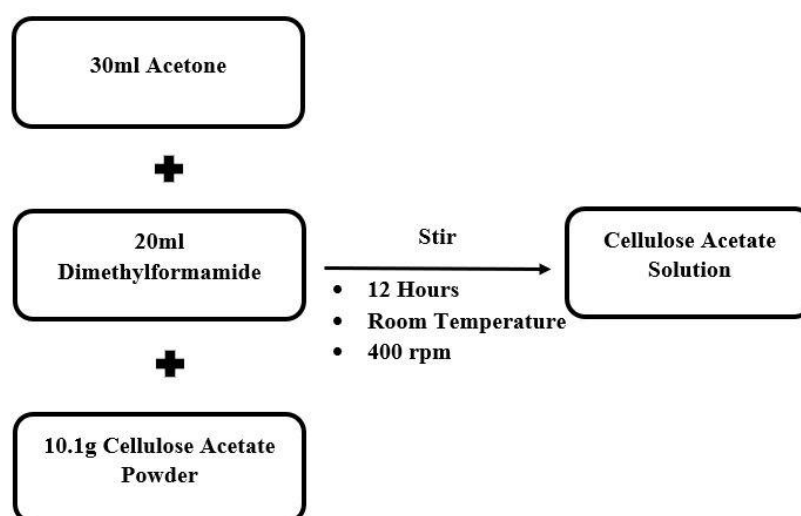 30ml Acetone
20ml
Dimethylformamide
10.1g Cellulose Acetate
Powder
Stir
• 12 Hours
• Room Temperature
• 400 rpm
Cellulose Acetate
Solution